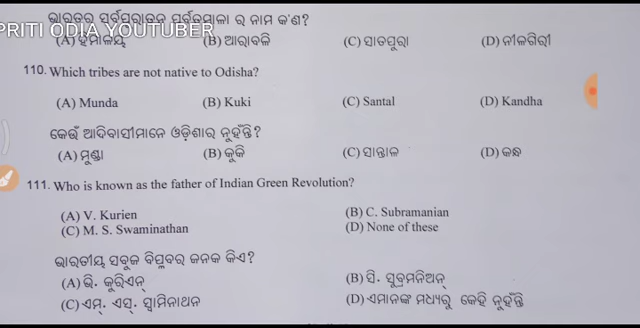 ଭାରତର ସର୍ବପୁରାତନ ପର୍ବତମାଳା ର ନାମ କ'ଣ?
PRITI ODIA YOUTUBER
(A) ହିମାଳୟ (B) ଆରାବଳି (C) ସାତପୁରା (D) ନୀଳଗିରୀ
110. Which tribes are not native to Odisha?
(A) Munda (B) Kuki (C) Santal (D) Kandha
କେଉଁ ଆଦିବାସୀମାନେ ଓଡ଼ିଶାର ନୁହଁନ୍ତି?
(A) ମୁଣ୍ଡା (B) କୁକି (C) ସାନ୍ତାଳ (D) କନ୍ଧ
111. Who is known as the father of Indian Green Revolution?
(A) V. Kurien (B) C. Subramanian
(C) M. S. Swaminathan (D) None of these
ଭାରତୀୟ ସବୁଜ ବିପ୍ଳବର ଜନକ କିଏ?
(A) ଭି. କୁରିଏନ୍ (B) ସି. ସୁବ୍ରମନିଅନ୍
(C) ଏମ୍. ଏସ୍. ସ୍ୱାମିନାଥନ (D) ଏମାନଙ୍କ ମଧ୍ୟରୁ କେହି ନୁହଁନ୍ତି